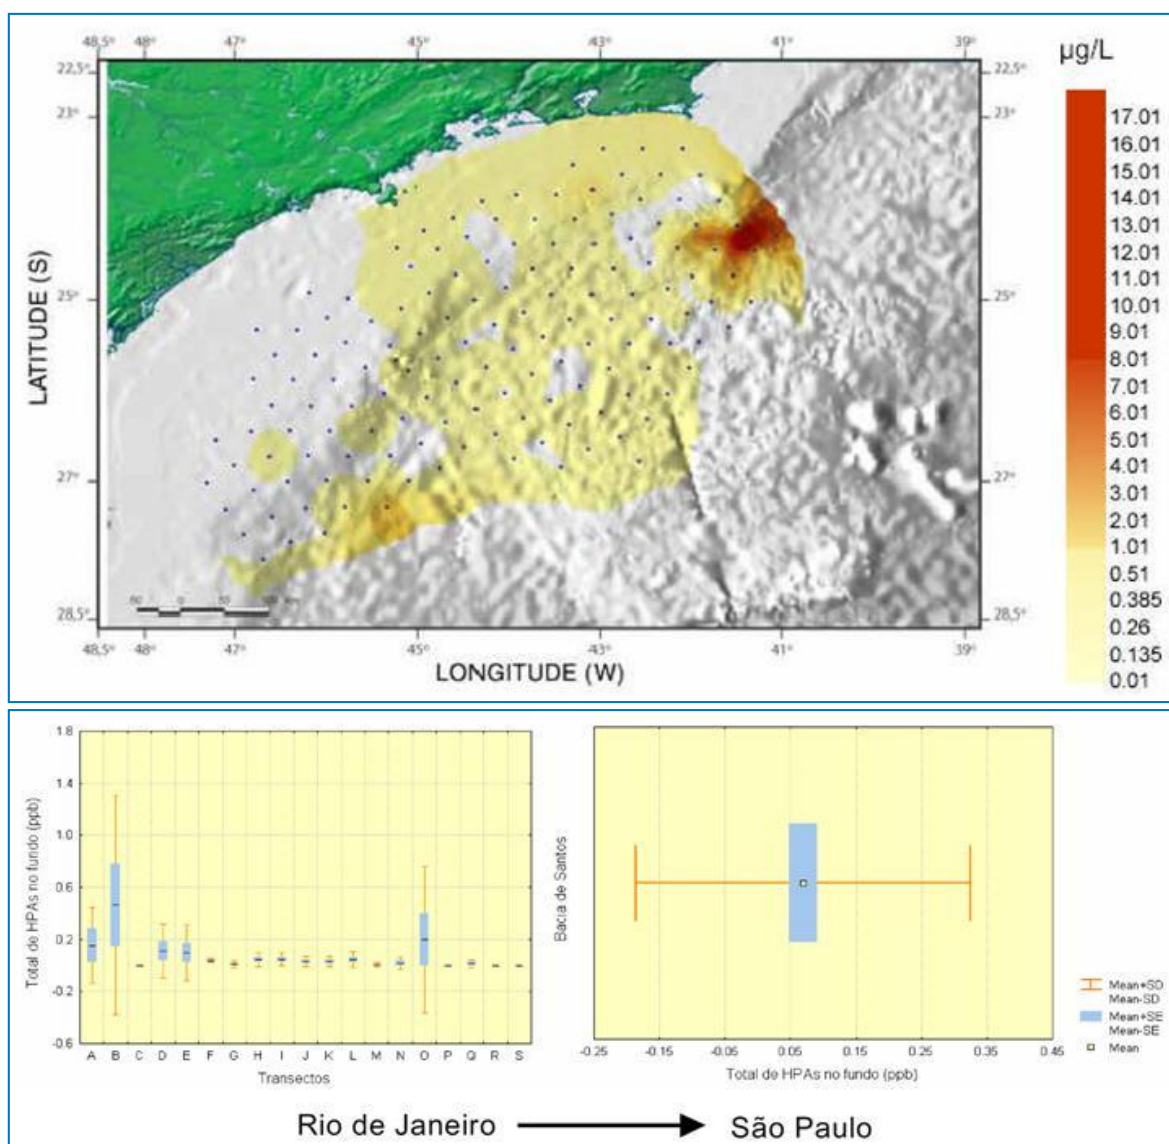 48,5° 48° 47° 45° 43° 41° 39°
µg/L
22,5° 22,5°
23° 23°
25° 25°
27° 27°
28,5° 28,5°
LATITUDE (S)
48,5° 48° 47° 45° 43° 41° 39°
LONGITUDE (W)
17.01
16.01
15.01
14.01
13.01
12.01
11.01
10.01
9.01
8.01
7.01
6.01
5.01
4.01
3.01
2.01
1.01
0.51
0.385
0.26
0.135
0.01
Total de HPAs no fundo (ppb)
1.8
1.4
1.0
0.6
0.2
-0.2
-0.6
A B C D E F G H I J K L M N O P Q R S
Transectos
Bacia de Santos
-0.25 -0.15 -0.05 0.05 0.15 0.25 0.35 0.45
Total de HPAs no fundo (ppb)
Mean+SD
Mean-SD
Mean+SE
Mean-SE
Mean
Rio de Janeiro São Paulo